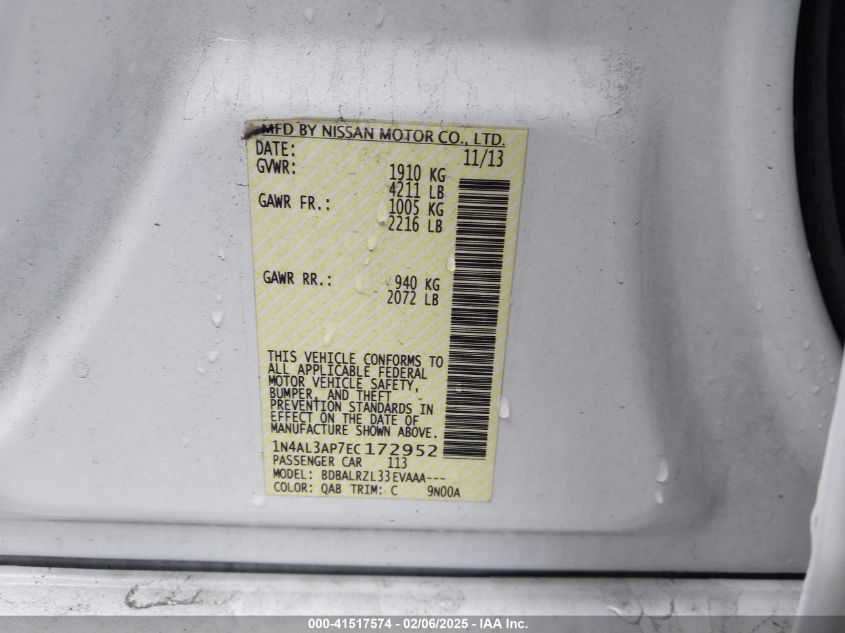 MFD BY NISSAN MOTOR CO., LTD.
DATE: 11/13
GVWR: 1910 KG
4211 LB
GAWR FR.: 1005 KG
2216 LB
GAWR RR.: 940 KG
2072 LB
THIS VEHICLE CONFORMS TO
ALL APPLICABLE FEDERAL
MOTOR VEHICLE SAFETY,
BUMPER, AND THEFT
PREVENTION STANDARDS IN
EFFECT ON THE DATE OF
MANUFACTURE SHOWN ABOVE.
1N4AL3AP7EC172952
PASSENGER CAR 113
MODEL: BDBALRZL33EVAAA---
COLOR: QAB TRIM: C 9N00A
000-41517574 - 02/06/2025 - IAA Inc.